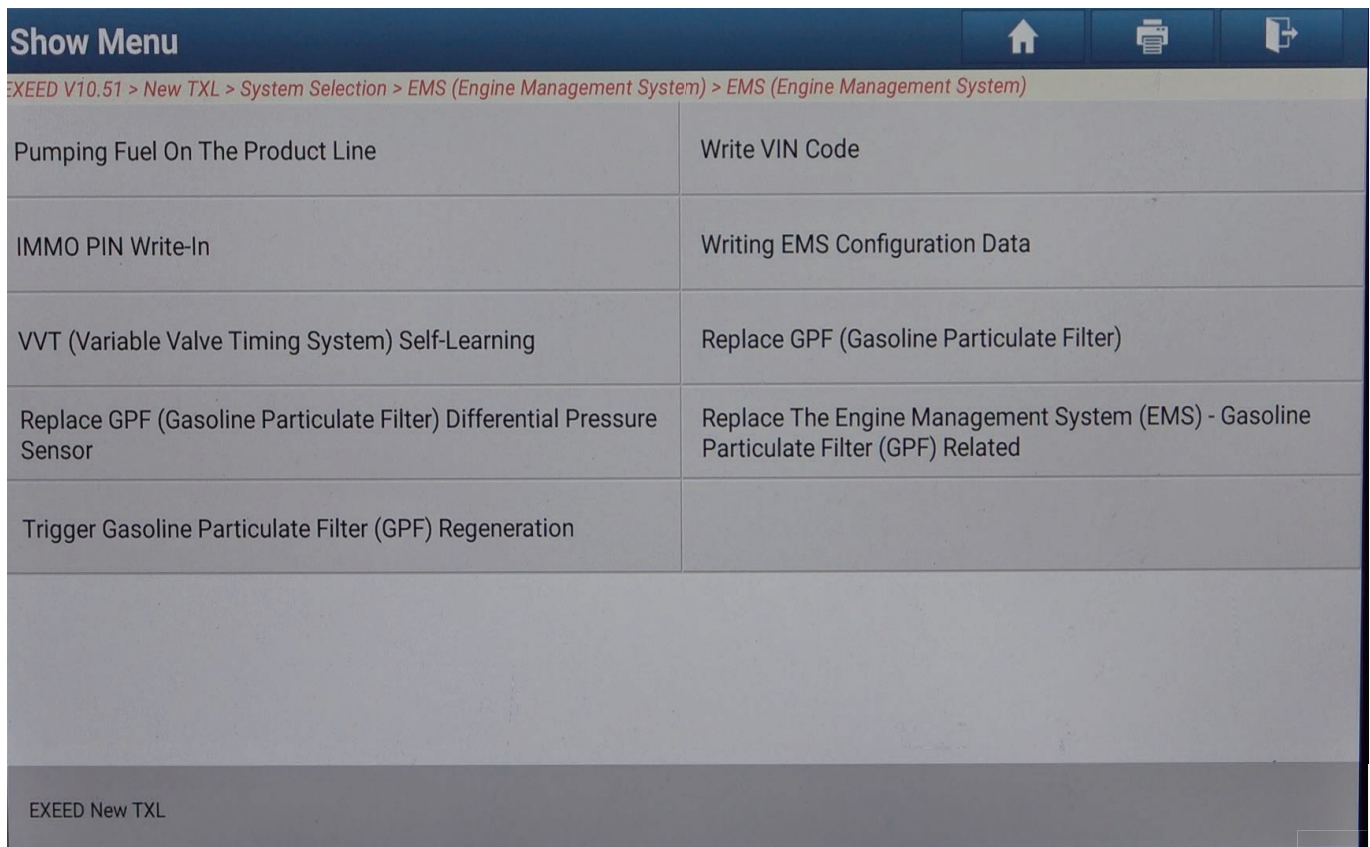 Show Menu
EXEED V10.51 > New TXL > System Selection > EMS (Engine Management System) > EMS (Engine Management System)
Pumping Fuel On The Product Line
Write VIN Code
IMMO PIN Write-In
Writing EMS Configuration Data
VVT (Variable Valve Timing System) Self-Learning
Replace GPF (Gasoline Particulate Filter)
Replace GPF (Gasoline Particulate Filter) Differential Pressure
Sensor
Replace The Engine Management System (EMS) - Gasoline
Particulate Filter (GPF) Related
Trigger Gasoline Particulate Filter (GPF) Regeneration
EXEED New TXL